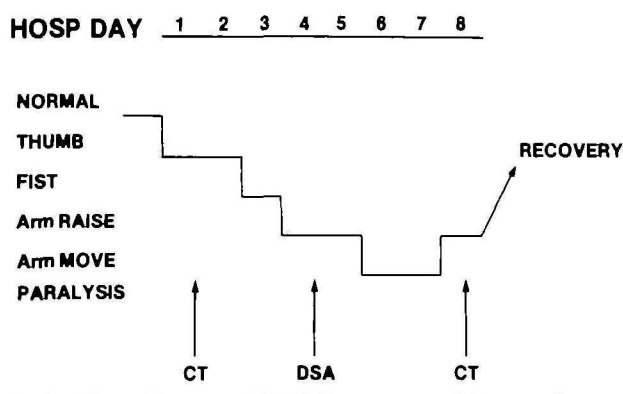 HOSP DAY 1 2 3 4 5 6 7 8
NORMAL
THUMB
RECOVERY
FIST
Arm RAISE
Arm MOVE
PARALYSIS
CT DSA CT